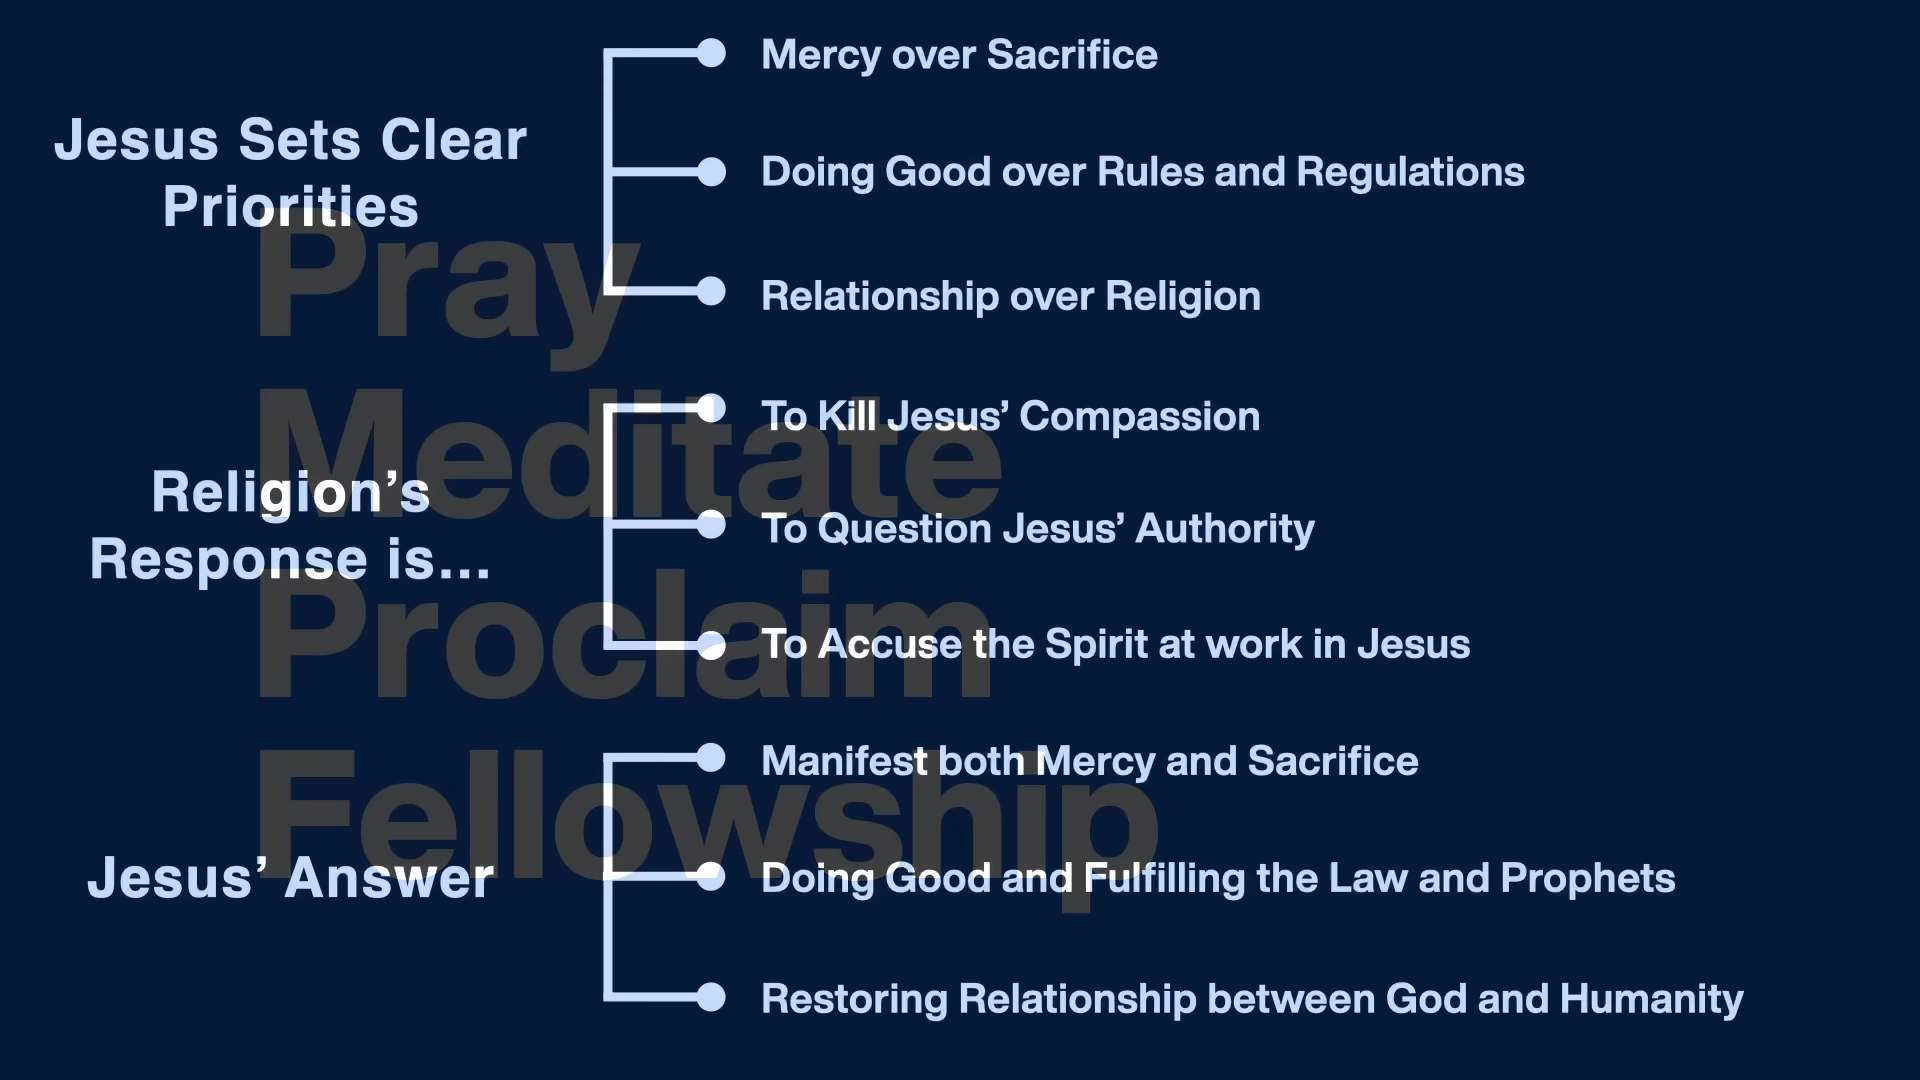 Jesus Sets Clear
Priorities
Mercy over Sacrifice
Doing Good over Rules and Regulations
Relationship over Religion
Religion’s
Response is...
To Kill Jesus’ Compassion
To Question Jesus’ Authority
To Accuse the Spirit at work in Jesus
Jesus’ Answer
Manifest both Mercy and Sacrifice
Doing Good and Fulfilling the Law and Prophets
Restoring Relationship between God and Humanity
Pray
Meditate
Proclaim
Fellowship